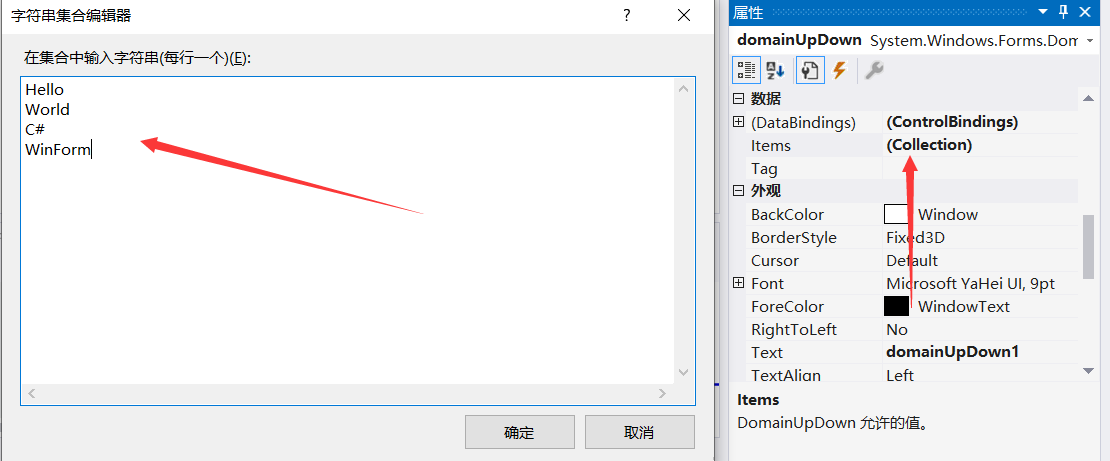 字符串集合编辑器
?
在集合中输入字符串(每行一个)(E):
Hello
World
C#
WinForm
确定
取消
属性
domainUpDown System.Windows.Forms.Dom
数据
(DataBindings) (ControlBindings)
Items (Collection)
Tag
外观
BackColor Window
BorderStyle Fixed3D
Cursor Default
Font Microsoft YaHei UI, 9pt
ForeColor WindowText
RightToLeft No
Text domainUpDown1
TextAlign Left
Items
DomainUpDown 允许的值。